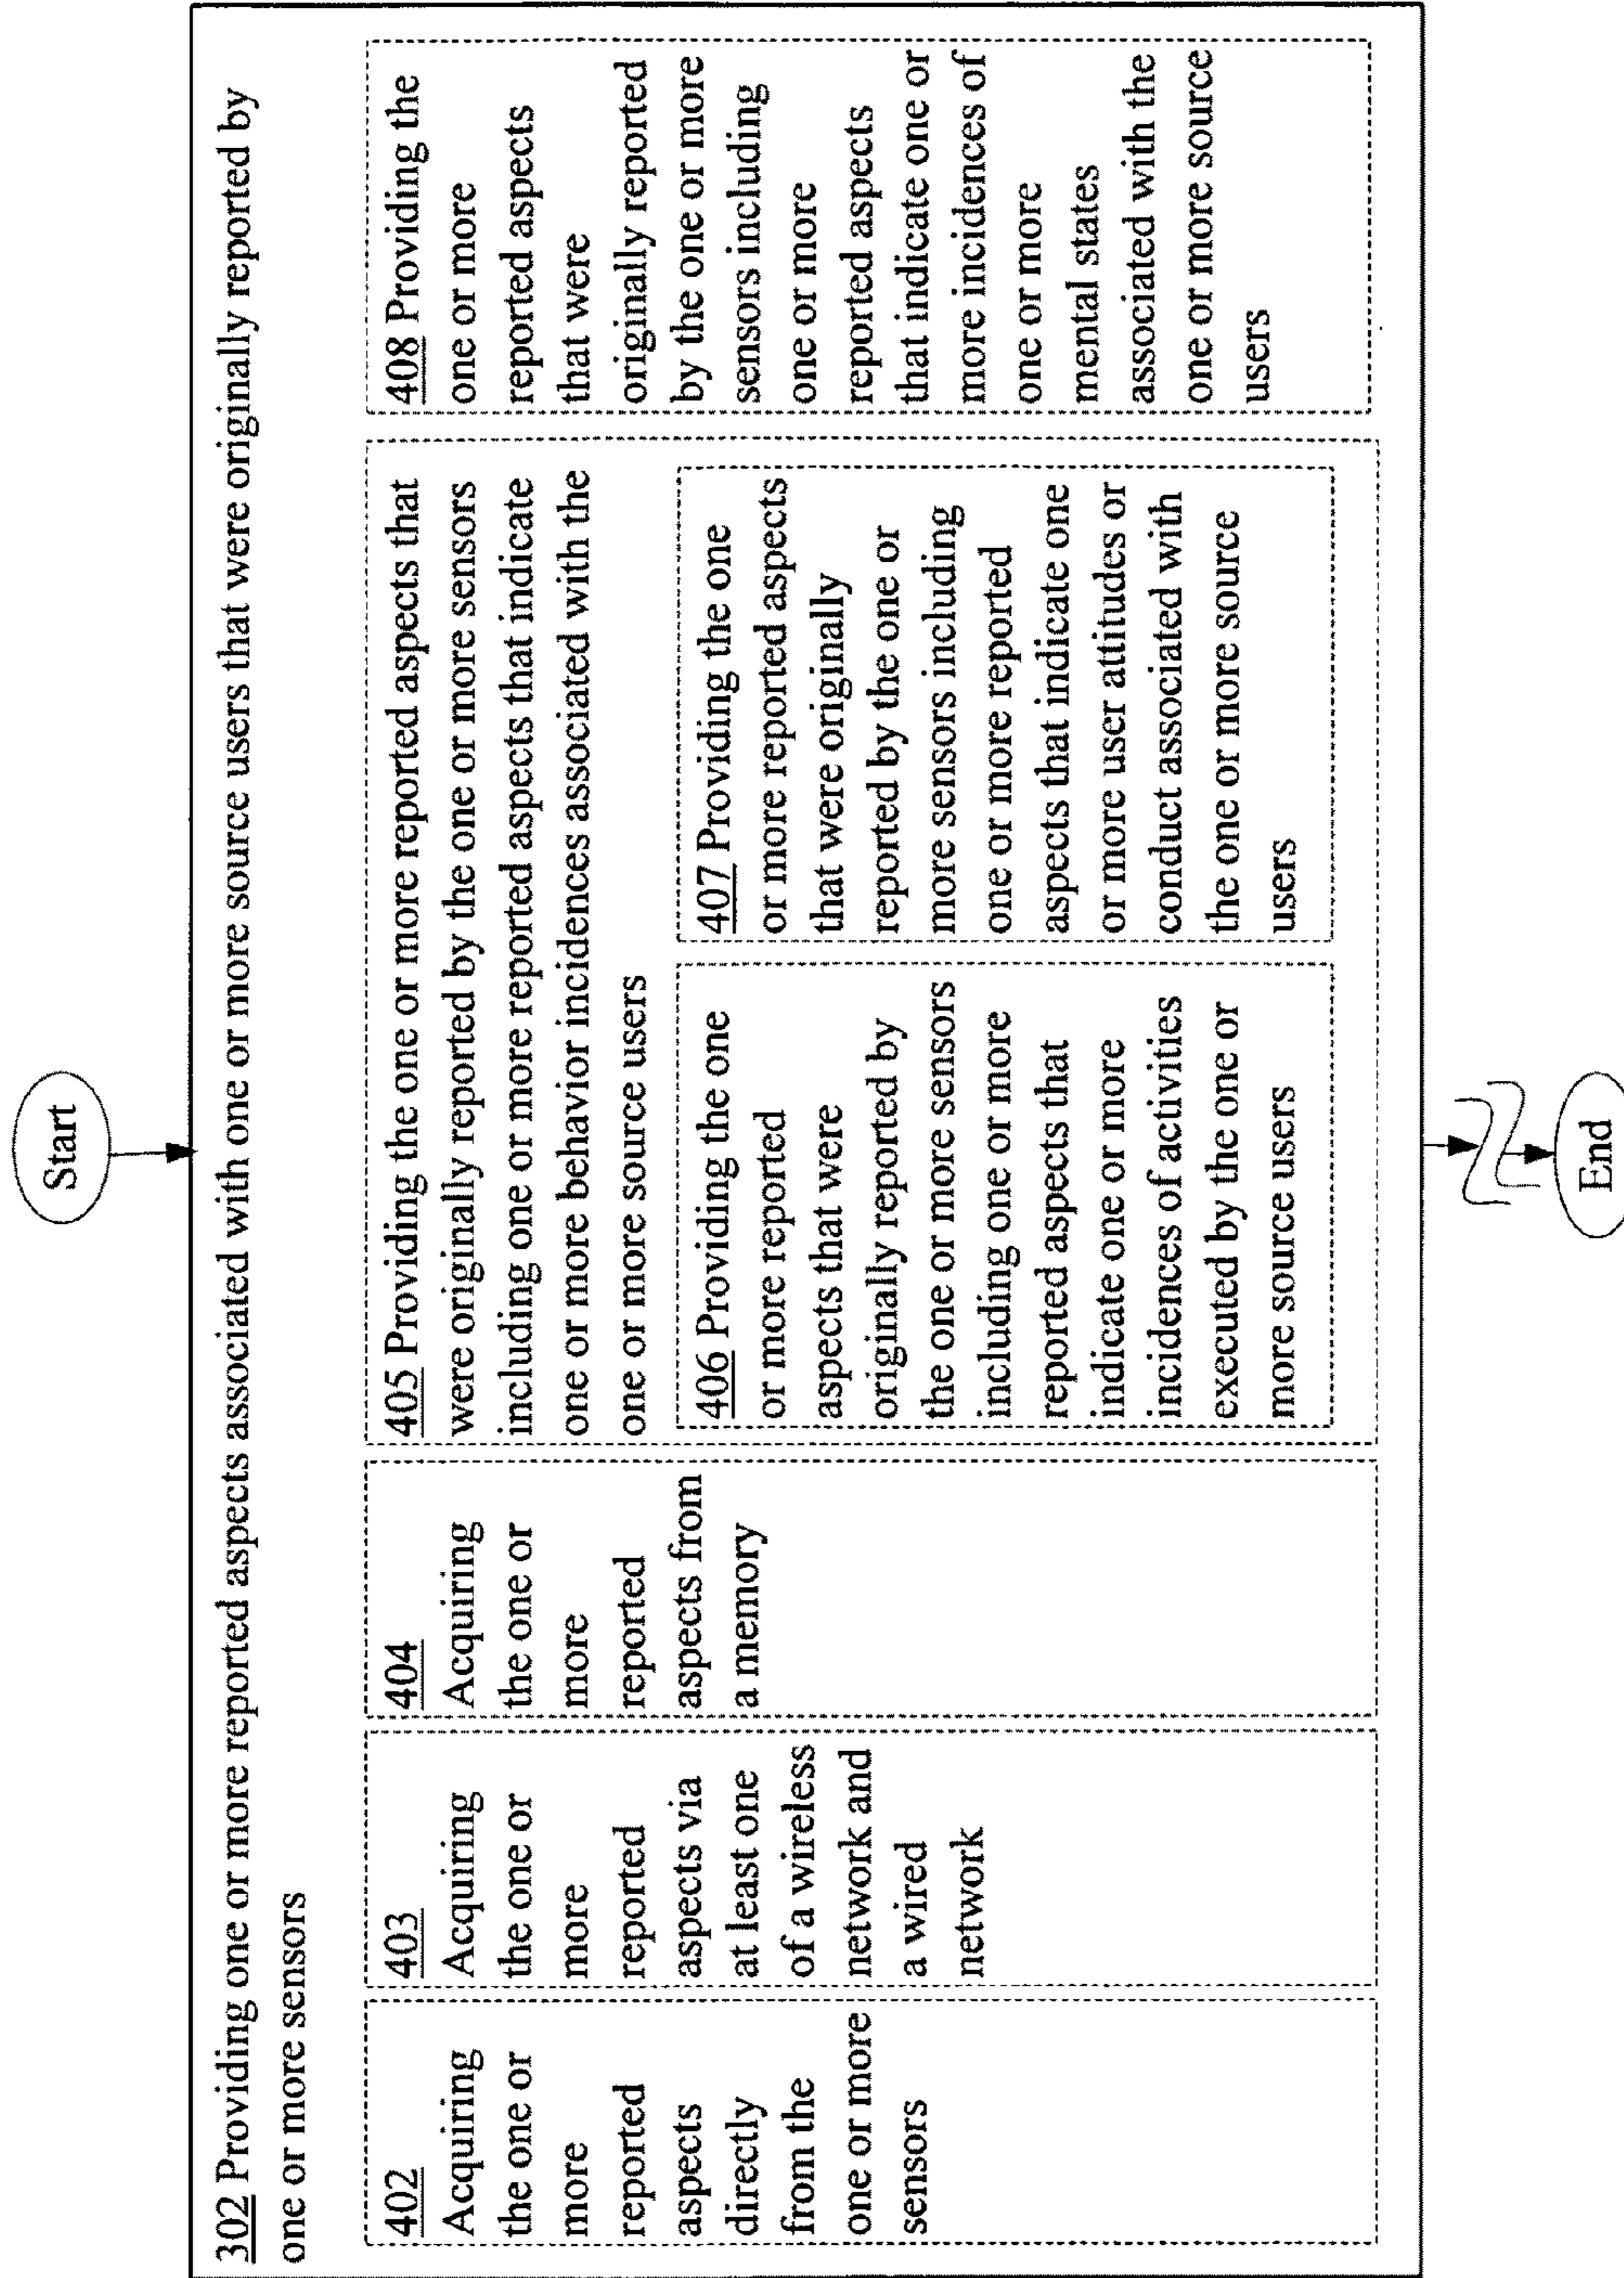 Start
302 Providing one or more reported aspects associated with one or more source users that were originally reported by
one or more sensors
402
Acquiring
the one or
more
reported
aspects
directly
from the
one or more
sensors
403
Acquiring
the one or
more
reported
aspects via
at least one
of a wireless
network and
a wired
network
404
Acquiring
the one or
more
reported
aspects from
a memory
405 Providing the one or more reported aspects that
were originally reported by the one or more sensors
including one or more reported aspects that indicate
one or more behavior incidences associated with the
one or more source users
406 Providing the one
or more reported
aspects that were
originally reported by
the one or more sensors
including one or more
reported aspects that
indicate one or more
incidences of activities
executed by the one or
more source users
407 Providing the one
or more reported aspects
that were originally
reported by the one or
more sensors including
one or more reported
aspects that indicate one
or more user attitudes or
conduct associated with
the one or more source
users
408 Providing the
one or more
reported aspects
that were
originally reported
by the one or more
sensors including
one or more
reported aspects
that indicate one or
more incidences of
one or more
mental states
associated with the
one or more source
users
End